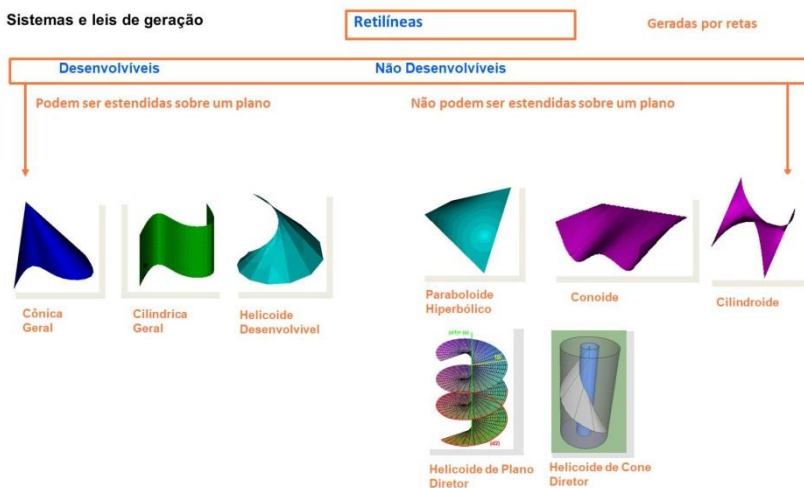 Sistemas e leis de geração
Retilíneas
Geradas por retas
Desenvolvíveis
Não Desenvolvíveis
Podem ser estendidas sobre um plano
Não podem ser estendidas sobre um plano
Cônica
Geral
Cilíndrica
Geral
Helicoide
Desenvolvivel
Paraboloide
Hiperbólico
Conoide
Cilindroide
(d2)
Helicoide de Plano
Diretor
Helicoide de Cone
Diretor